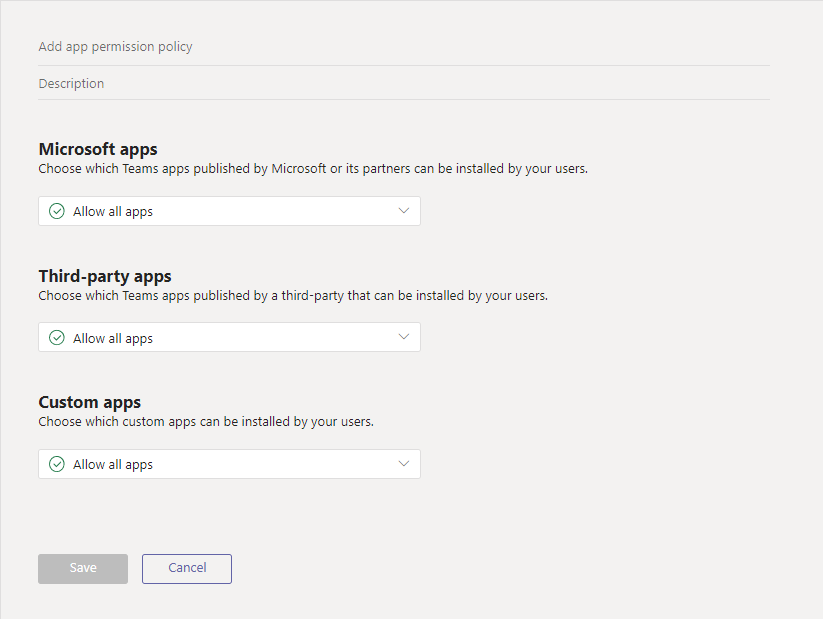 Add app permission policy
Description
Microsoft apps
Choose which Teams apps published by Microsoft or its partners can be installed by your users.
Allow all apps
Third-party apps
Choose which Teams apps published by a third-party that can be installed by your users.
Allow all apps
Custom apps
Choose which custom apps can be installed by your users.
Allow all apps
Save Cancel